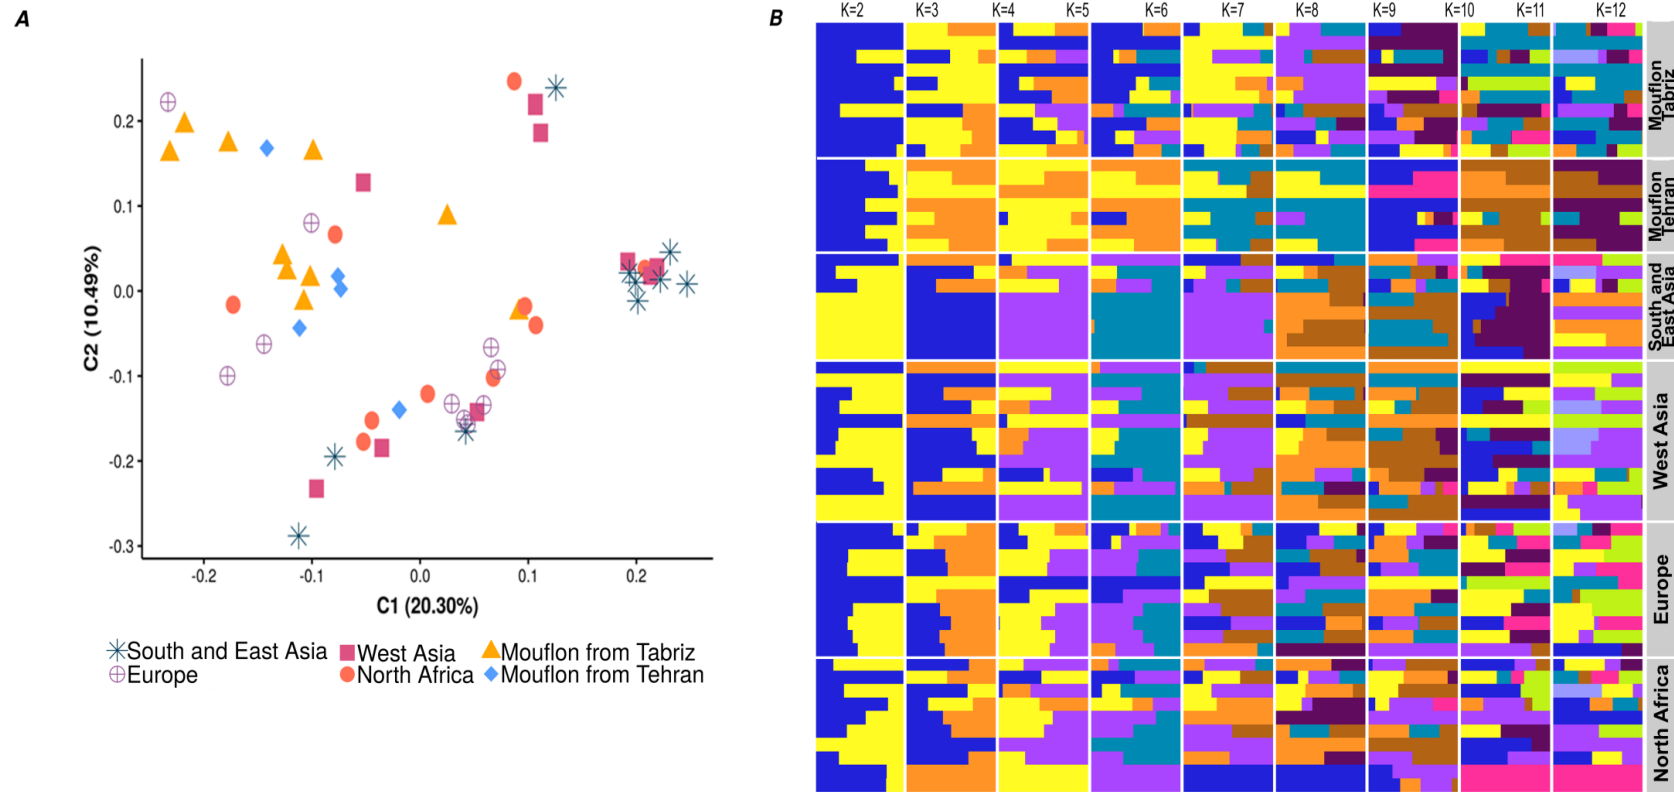 A
B
K=2 K=3 K=4 K=5 K=6 K=7 K=8 K=9 K=10 K=11 K=12
C2 (10.49%)
0.2
0.1
0.0
-0.1
-0.2
-0.3
-0.2 -0.1 0.0 0.1 0.2
C1 (20.30%)
South and East Asia West Asia Mouflon from Tabriz
Europe North Africa Mouflon from Tehran
Mouflon
Tabriz
Mouflon
Tehran
South and
East Asia
West Asia
Europe
North Africa